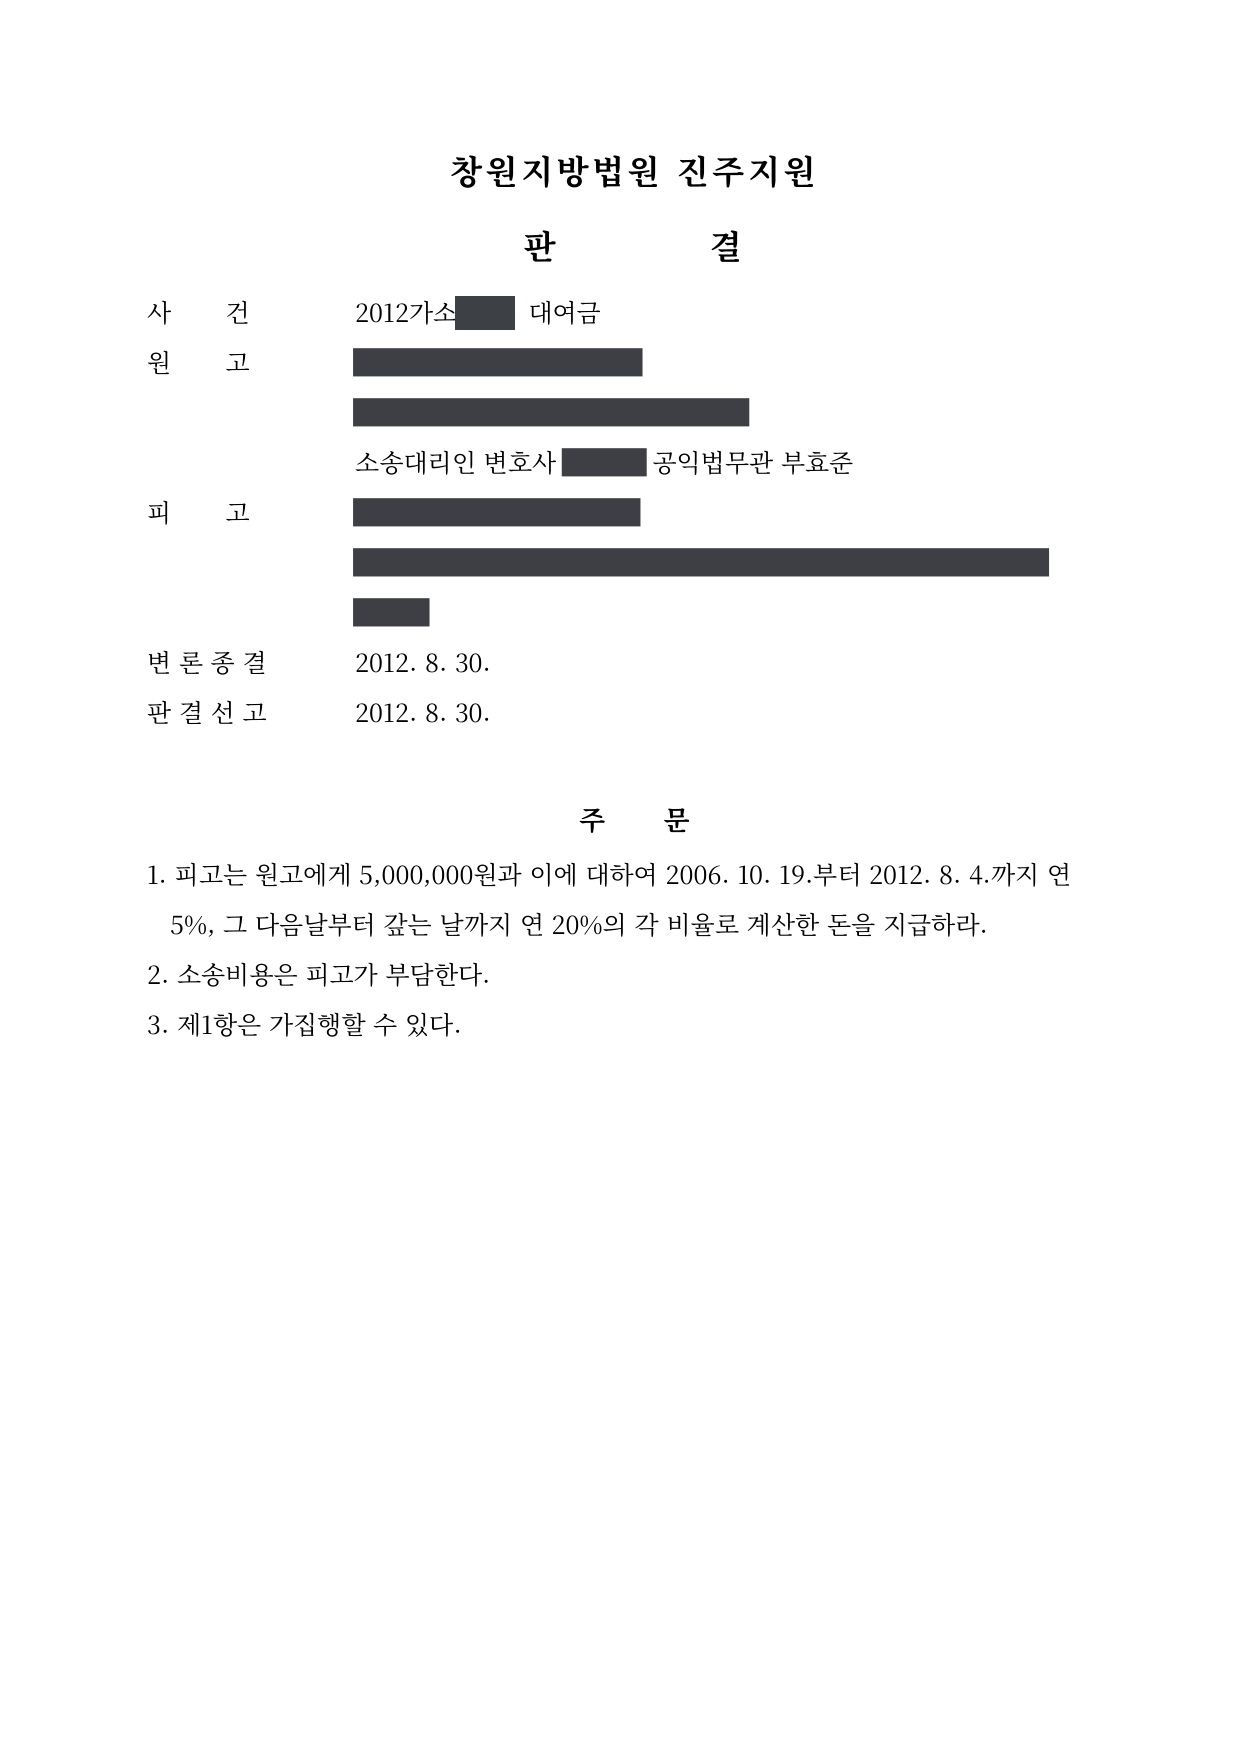 창원지방법원 진주지원
판 결
사 건 2012가소 대여금
원 고
소송대리인 변호사 공익법무관 부효준
피 고
변론종결 2012. 8. 30.
판결선고 2012. 8. 30.
주 문
1. 피고는 원고에게 5,000,000원과 이에 대하여 2006. 10. 19.부터 2012. 8. 4.까지 연
5%, 그 다음날부터 갚는 날까지 연 20%의 각 비율로 계산한 돈을 지급하라.
2. 소송비용은 피고가 부담한다.
3. 제1항은 가집행할 수 있다.